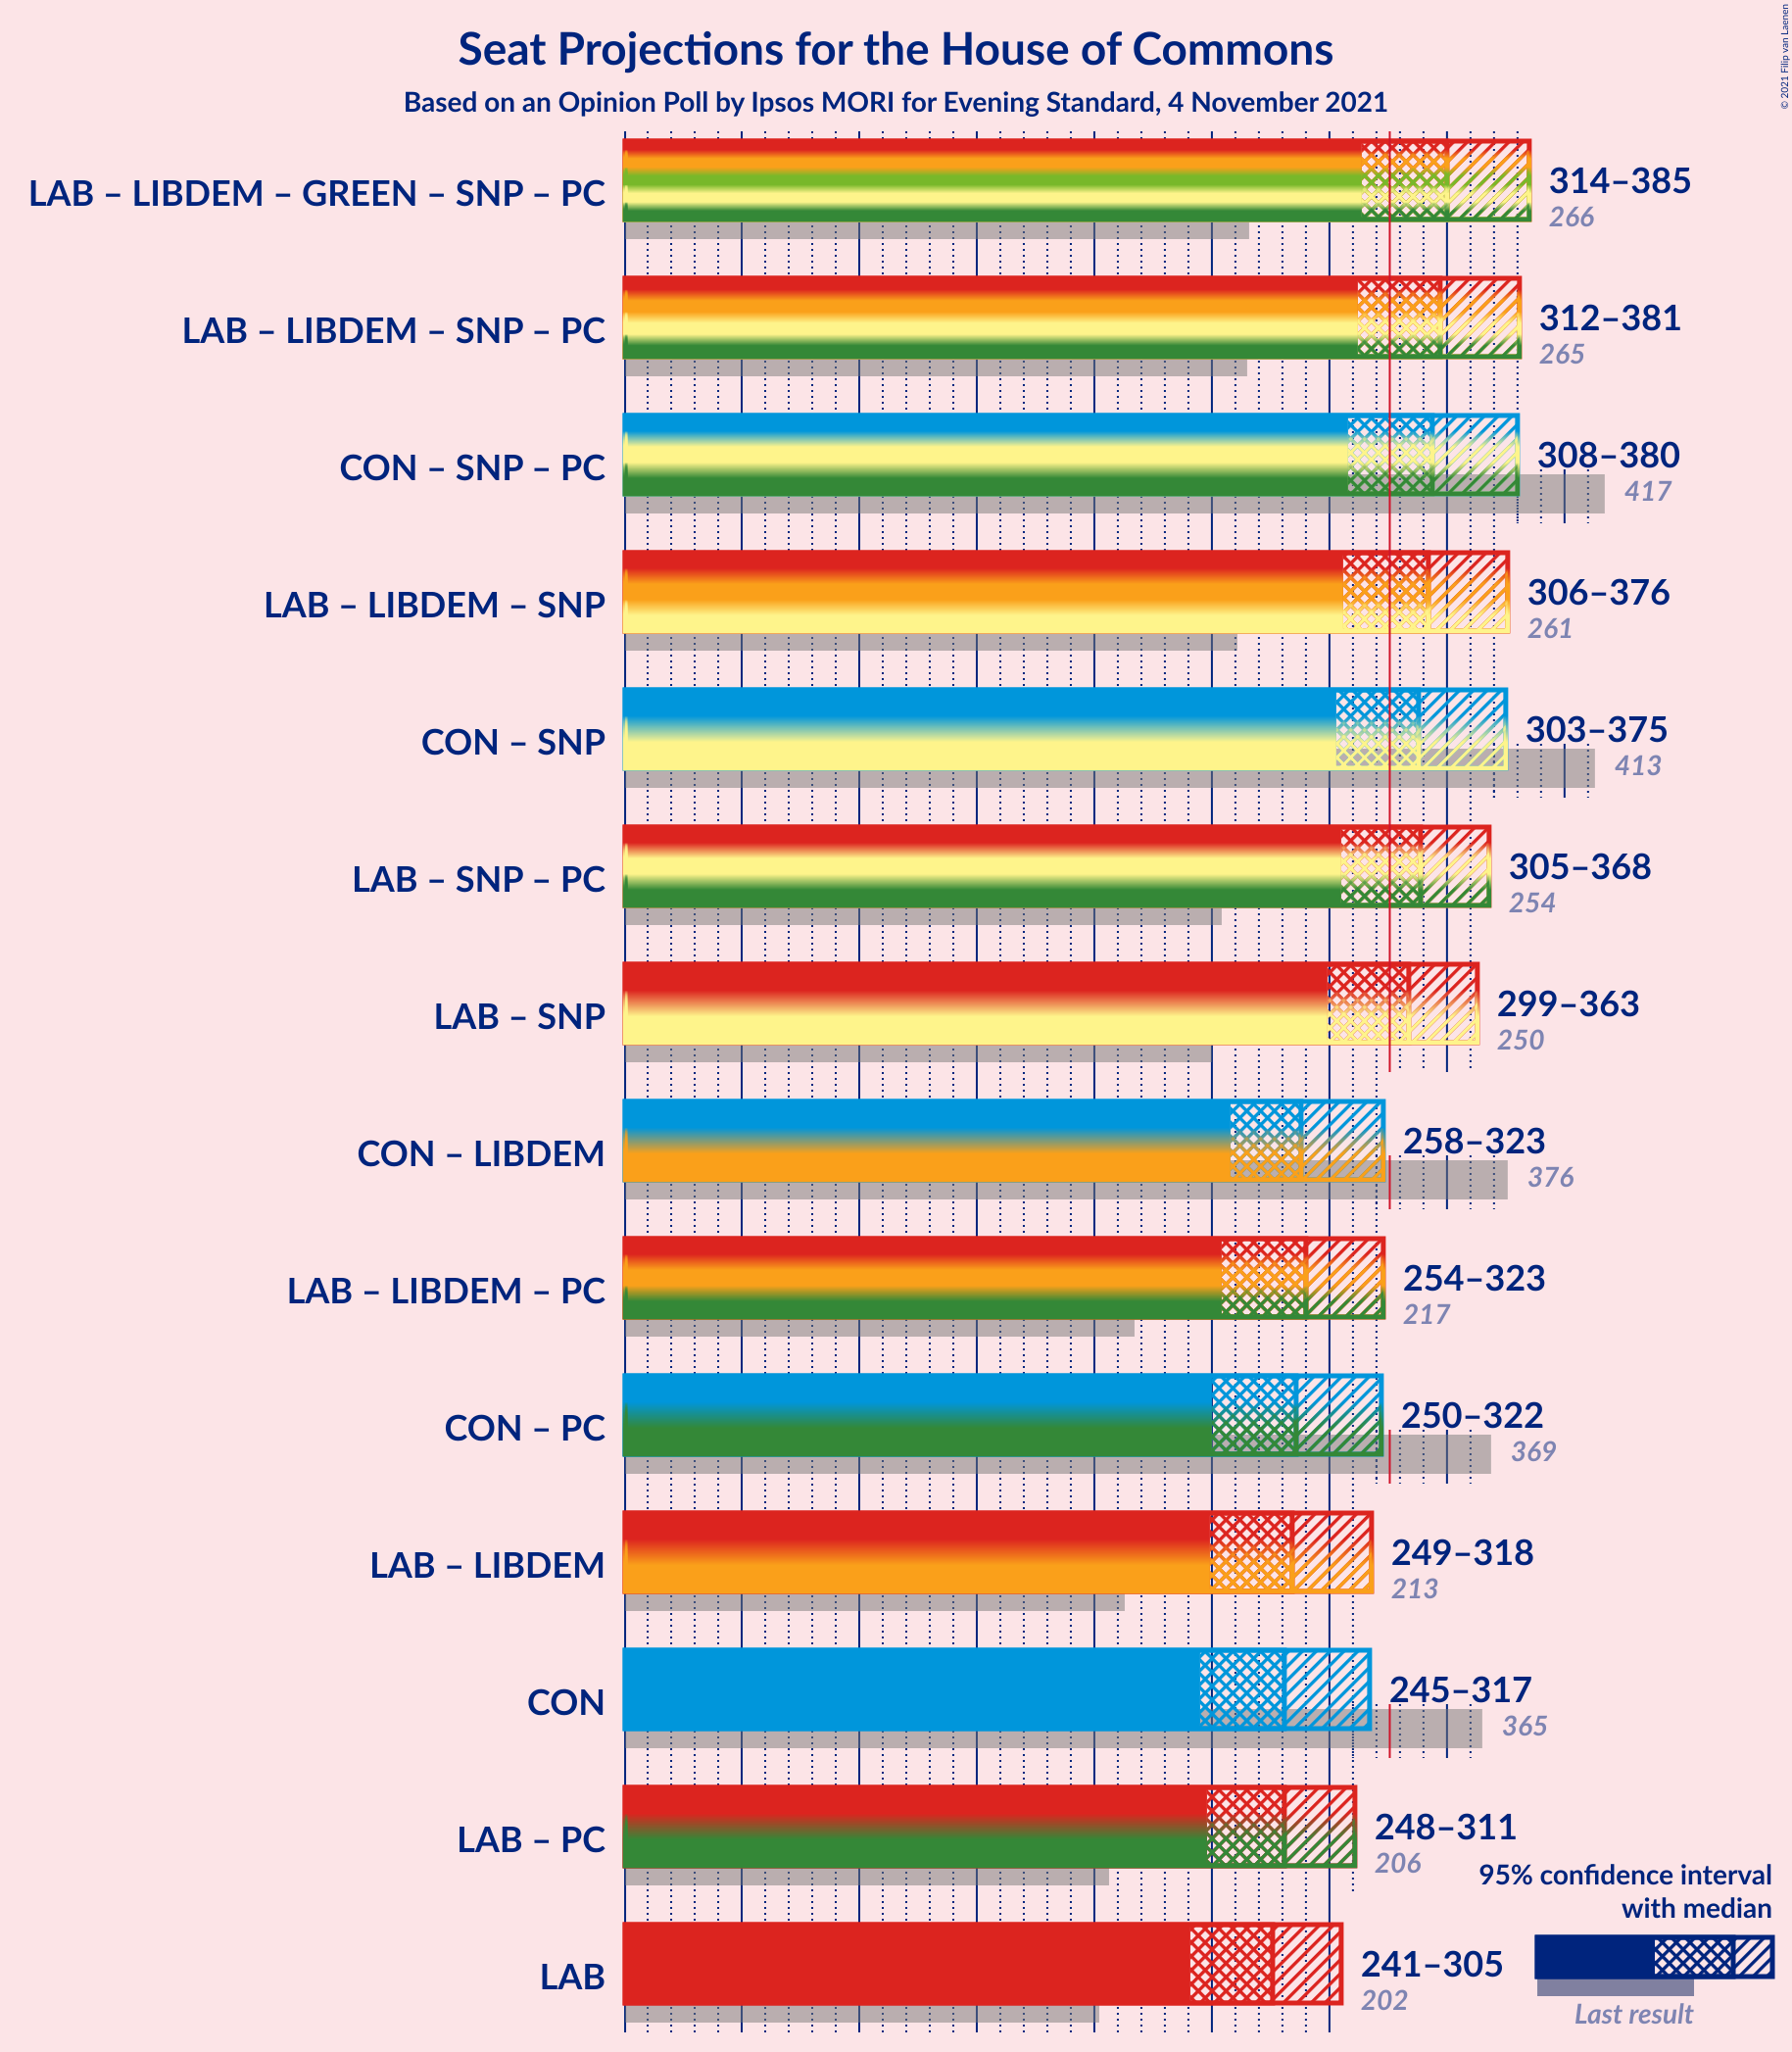 Seat Projections for the House of Commons
Based on an Opinion Poll by Ipsos MORI for Evening Standard, 4 November 2021
© 2021 Filip van Laenen
LAB – LIBDEM – GREEN – SNP – PC
314–385
266
LAB – LIBDEM – SNP – PC
312–381
265
CON – SNP – PC
308–380
417
LAB – LIBDEM – SNP
306–376
261
CON – SNP
303–375
413
LAB – SNP – PC
305–368
254
LAB – SNP
299–363
250
CON – LIBDEM
258–323
376
LAB – LIBDEM – PC
254–323
217
CON – PC
250–322
369
LAB – LIBDEM
249–318
213
CON
245–317
365
LAB – PC
248–311
206
LAB
241–305
202
95% confidence interval
with median
Last result